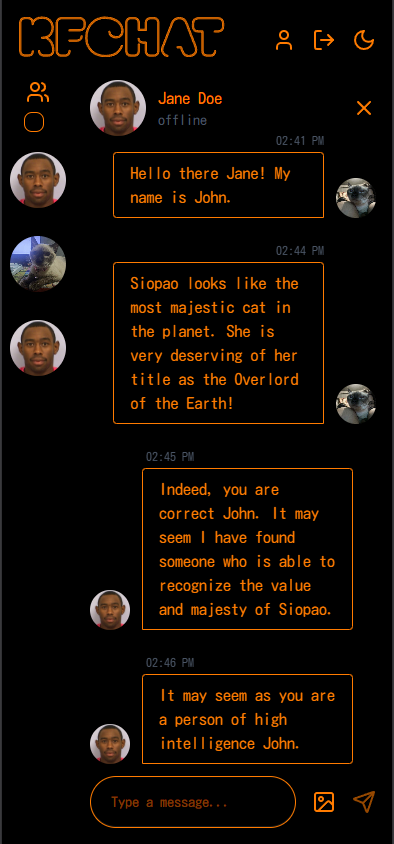 KFCHAT
Jane Doe
offline
02:41 PM
Hello there Jane! My
name is John.
02:44 PM
Siopao looks like the
most majestic cat in
the planet. She is
very deserving of her
title as the Overlord
of the Earth!
02:45 PM
Indeed, you are
correct John. It may
seem I have found
someone who is able to
recognize the value
and majesty of Siopao.
02:46 PM
It may seem as you are
a person of high
intelligence John.
Type a message...